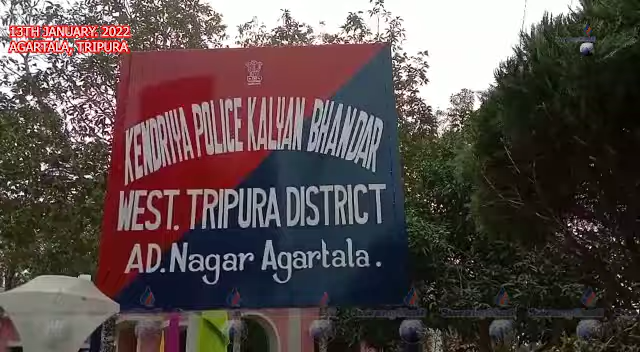 13TH JANUARY. 2022
AGARTALA, TRIPURA
KENDRIYA POLICE KALYAN BHANDAR
WEST. TRIPURA DISTRICT
AD. Nagar Agartala.